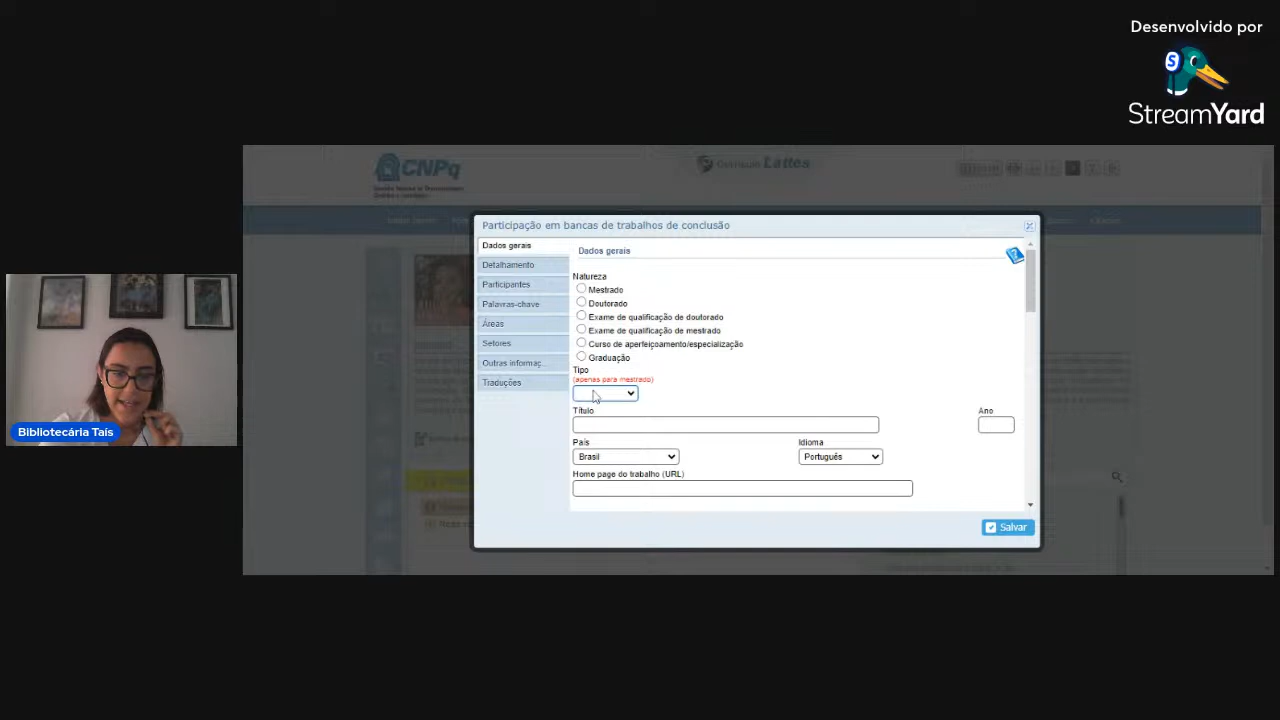 Desenvolvido por
StreamYard
CNPq
Currículo Lattes
Participação em bancas de trabalhos de conclusão
Dados gerais
Detalhamento
Participantes
Palavras-chave
Áreas
Setores
Outras informaç...
Traduções
Dados gerais
Natureza
Mestrado
Doutorado
Exame de qualificação de doutorado
Exame de qualificação de mestrado
Curso de aperfeiçoamento/especialização
Graduação
Tipo
(apenas para mestrado)
Título
Ano
País
Idioma
Brasil
Português
Home page do trabalho (URL)
Salvar
Bibliotecária Taís